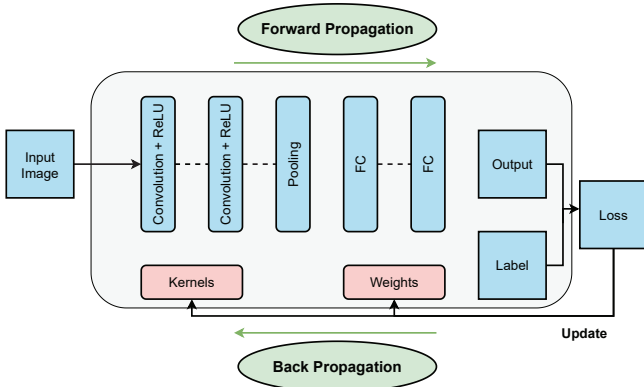 Forward Propagation
Input
Image
Convolution + ReLU
Convolution + ReLU
Pooling
FC
FC
Output
Label
Loss
Kernels
Weights
Update
Back Propagation